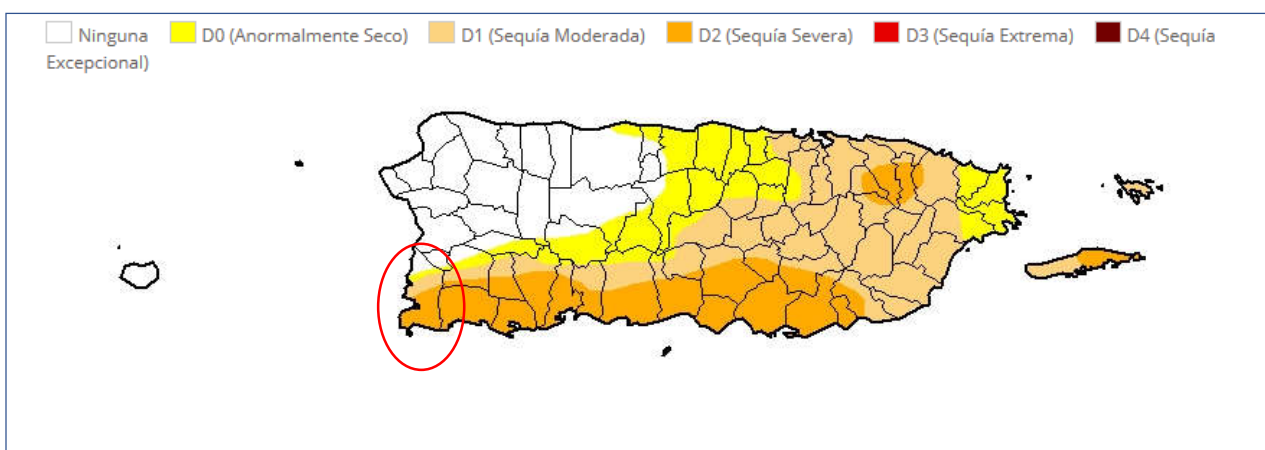 Ninguna D0 (Anormalmente Seco) D1 (Sequía Moderada) D2 (Sequía Severa) D3 (Sequía Extrema) D4 (Sequía
Excepcional)